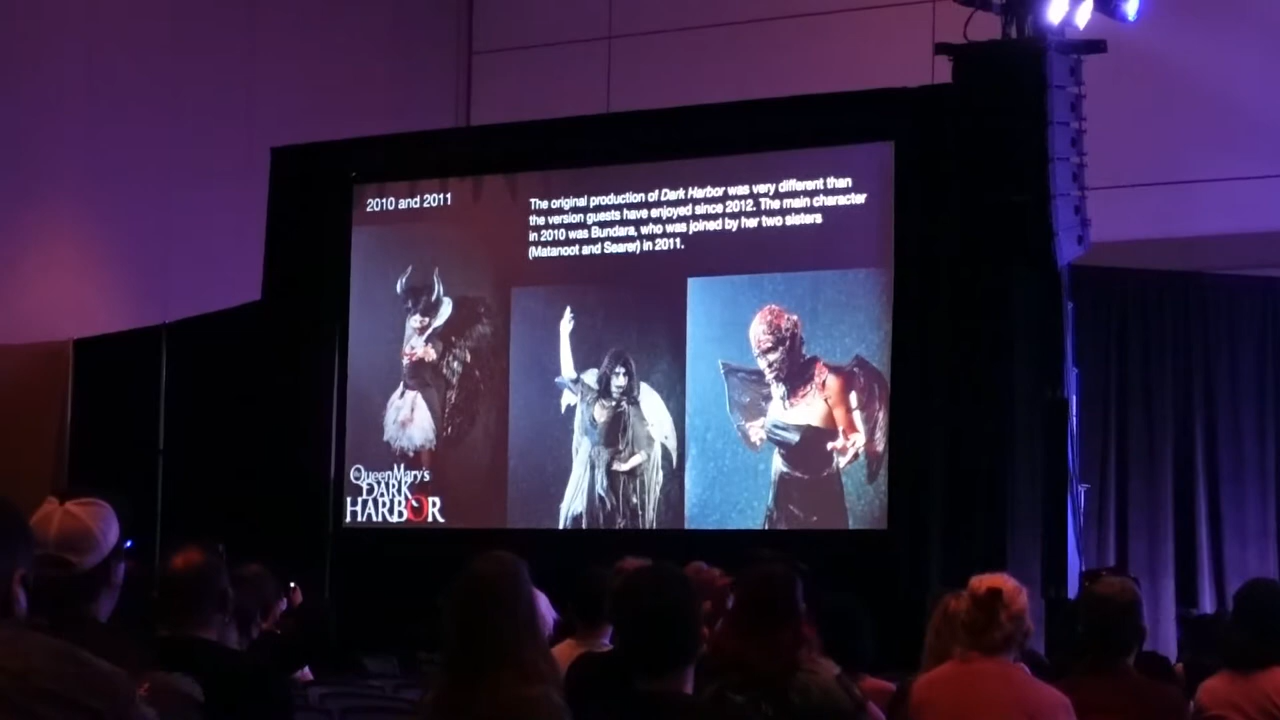 2010 and 2011
The original production of Dark Harbor was very different than
the version guests have enjoyed since 2012. The main character
in 2010 was Bundara, who was joined by her two sisters
(Matanoot and Searer) in 2011.
the QueenMary's
DARK
HARBOR